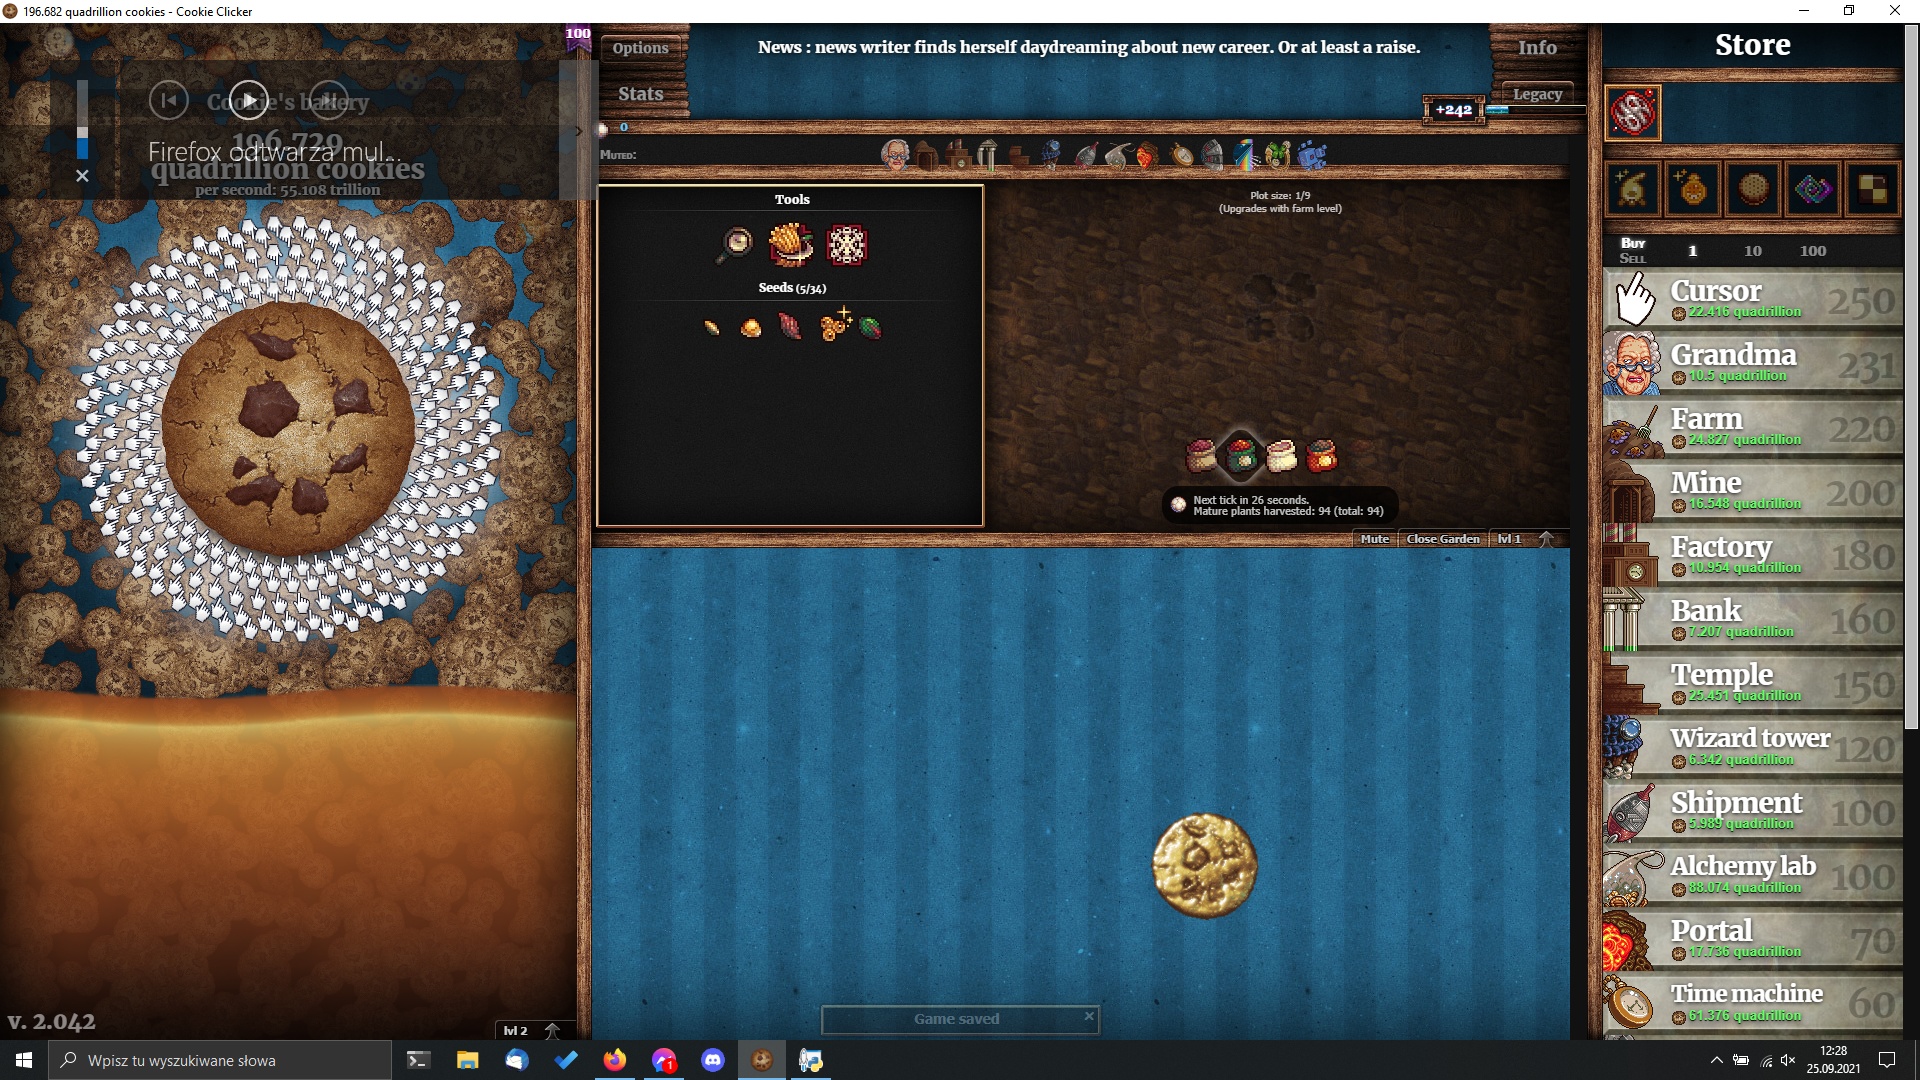 196.682 quadrillion cookies - Cookie Clicker
100
Options
Stats
News : news writer finds herself daydreaming about new career. Or at least a raise.
Info
Legacy
+242
Store
Cookie's bakery
196.729
quadrillion cookies
per second: 55.108 trillion
Firefox odtwarza mul...
0
MUTED:
Tools
Seeds (5/34)
Plot size: 1/9
(Upgrades with farm level)
Next tick in 26 seconds.
Mature plants harvested: 94 (total: 94)
Mute
Close Garden
lvl 1
BUY
SELL
1
10
100
Cursor
22.416 quadrillion
250
Grandma
10.5 quadrillion
231
Farm
24.827 quadrillion
220
Mine
16.548 quadrillion
200
Factory
10.954 quadrillion
180
Bank
7.207 quadrillion
160
Temple
25.451 quadrillion
150
Wizard tower
6.342 quadrillion
120
Shipment
5.989 quadrillion
100
Alchemy lab
88.074 quadrillion
100
Portal
17.736 quadrillion
70
Time machine
61.376 quadrillion
60
v. 2.042
lvl 2
Game saved
Wpisz tu wyszukiwane słowa
1
12:28
25.09.2021